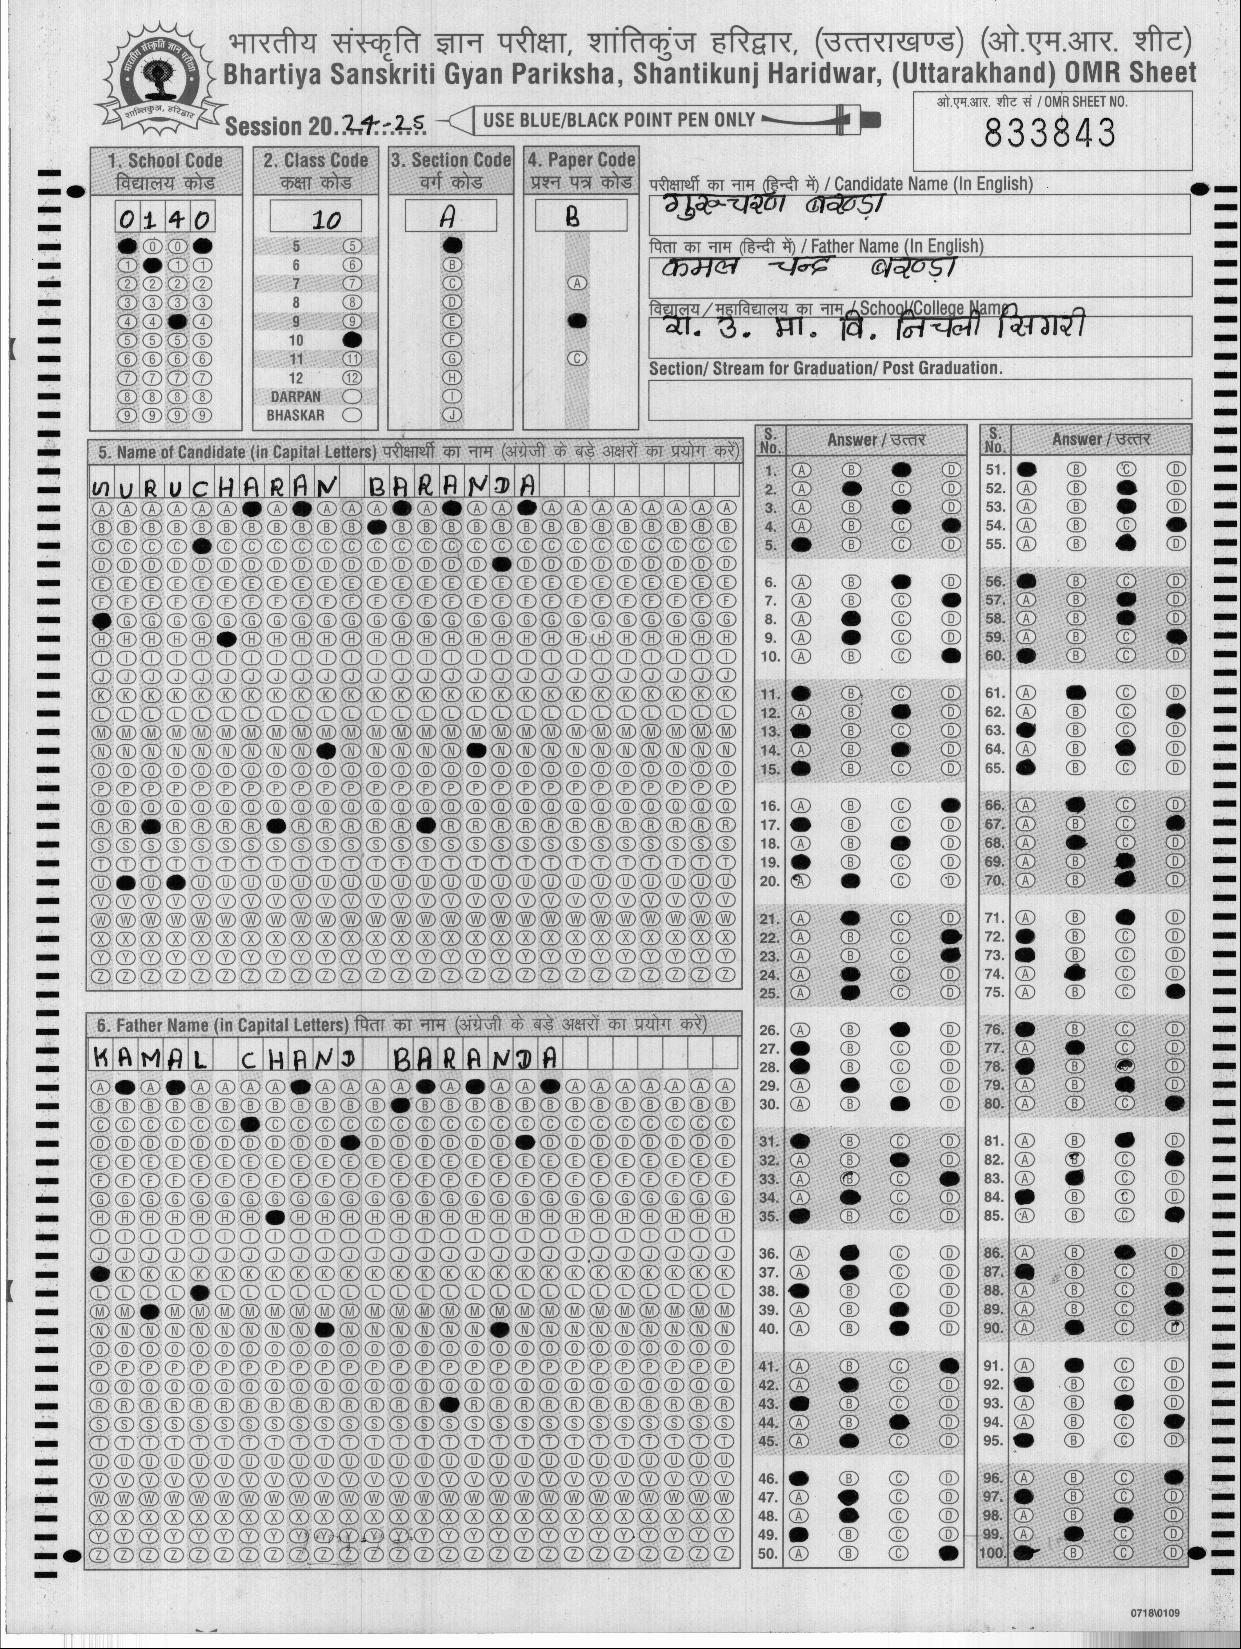 भारतीय संस्कृति ज्ञान परीक्षा, शांतिकुंज हरिद्वार, (उत्तराखण्ड) (ओ.एम.आर. शीट)
Bhartiya Sanskriti Gyan Pariksha, Shantikunj Haridwar, (Uttarakhand) OMR Sheet
Session 20.24-25
USE BLUE/BLACK POINT PEN ONLY
ओ.एम.आर. शीट सं / OMR SHEET NO.
833843
1. School Code
विद्यालय कोड
0140
2. Class Code
कक्षा कोड
10
5
6
7
8
9
10
11
12
DARPAN
BHASKAR
3. Section Code
वर्ग कोड
A
4. Paper Code
प्रश्न पत्र कोड
B
परीक्षार्थी का नाम (हिन्दी में) / Candidate Name (In English)
गुरुचरण बरण्डा
पिता का नाम (हिन्दी में) / Father Name (In English)
कमल चन्द बरण्डा
विद्यालय/महाविद्यालय का नाम / School/College Name
रा. उ. मा. वि. निचली सिगरी
Section/ Stream for Graduation/ Post Graduation.
5. Name of Candidate (in Capital Letters) परीक्षार्थी का नाम (अंग्रेजी के बड़े अक्षरों का प्रयोग करें)
GURUCHARAN BARANDA
6. Father Name (in Capital Letters) पिता का नाम (अंग्रेजी के बड़े अक्षरों का प्रयोग करें)
KAMAL CHAND BARANDA
S. No. Answer / उत्तर
S. No. Answer / उत्तर
0718\0109